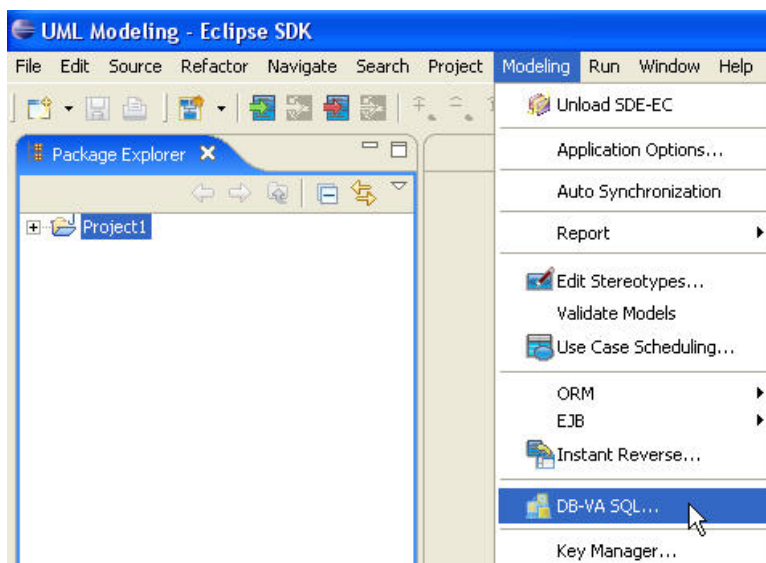 UML Modeling - Eclipse SDK
File Edit Source Refactor Navigate Search Project Modeling Run Window Help
Unload SDE-EC
Package Explorer
Application Options...
Auto Synchronization
Project1
Report
Edit Stereotypes...
Validate Models
Use Case Scheduling...
ORM
EJB
Instant Reverse...
DB-VA SQL...
Key Manager...